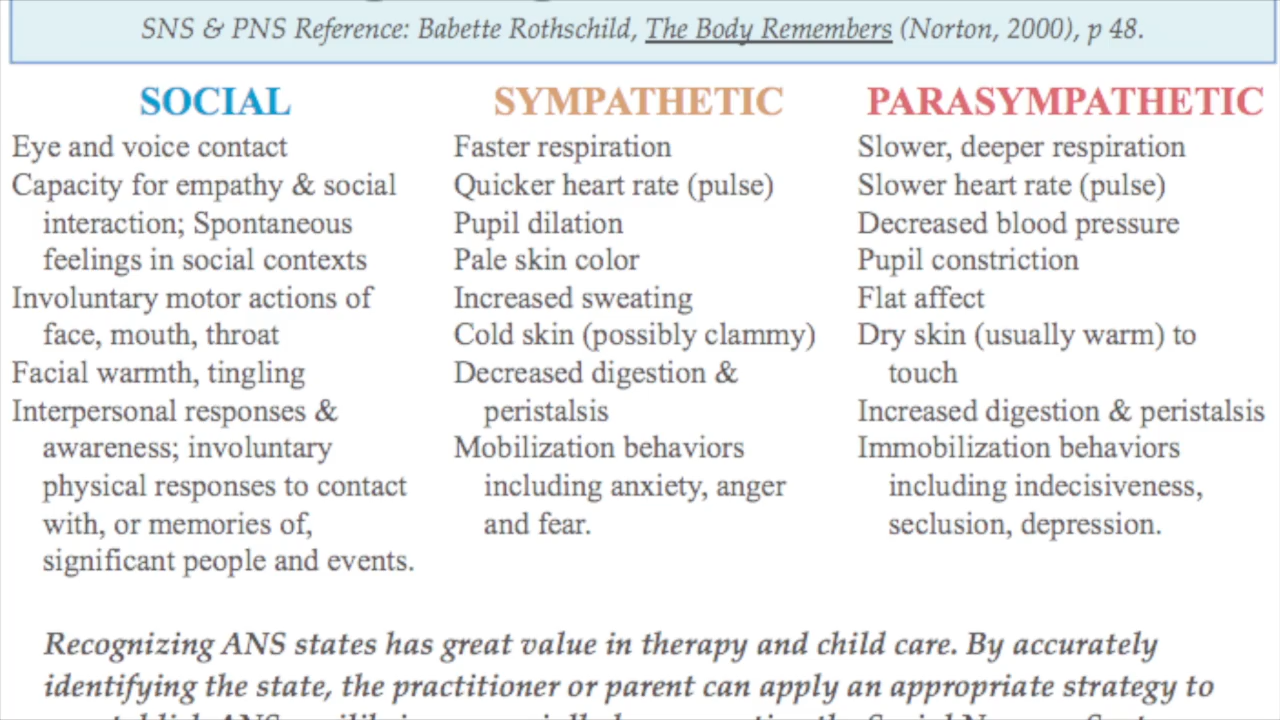 SNS & PNS Reference: Babette Rothschild, The Body Remembers (Norton, 2000), p 48.
SOCIAL
Eye and voice contact
Capacity for empathy & social
interaction; Spontaneous
feelings in social contexts
Involuntary motor actions of
face, mouth, throat
Facial warmth, tingling
Interpersonal responses &
awareness; involuntary
physical responses to contact
with, or memories of,
significant people and events.
SYMPATHETIC
Faster respiration
Quicker heart rate (pulse)
Pupil dilation
Pale skin color
Increased sweating
Cold skin (possibly clammy)
Decreased digestion &
peristalsis
Mobilization behaviors
including anxiety, anger
and fear.
PARASYMPATHETIC
Slower, deeper respiration
Slower heart rate (pulse)
Decreased blood pressure
Pupil constriction
Flat affect
Dry skin (usually warm) to
touch
Increased digestion & peristalsis
Immobilization behaviors
including indecisiveness,
seclusion, depression.
Recognizing ANS states has great value in therapy and child care. By accurately
identifying the state, the practitioner or parent can apply an appropriate strategy to